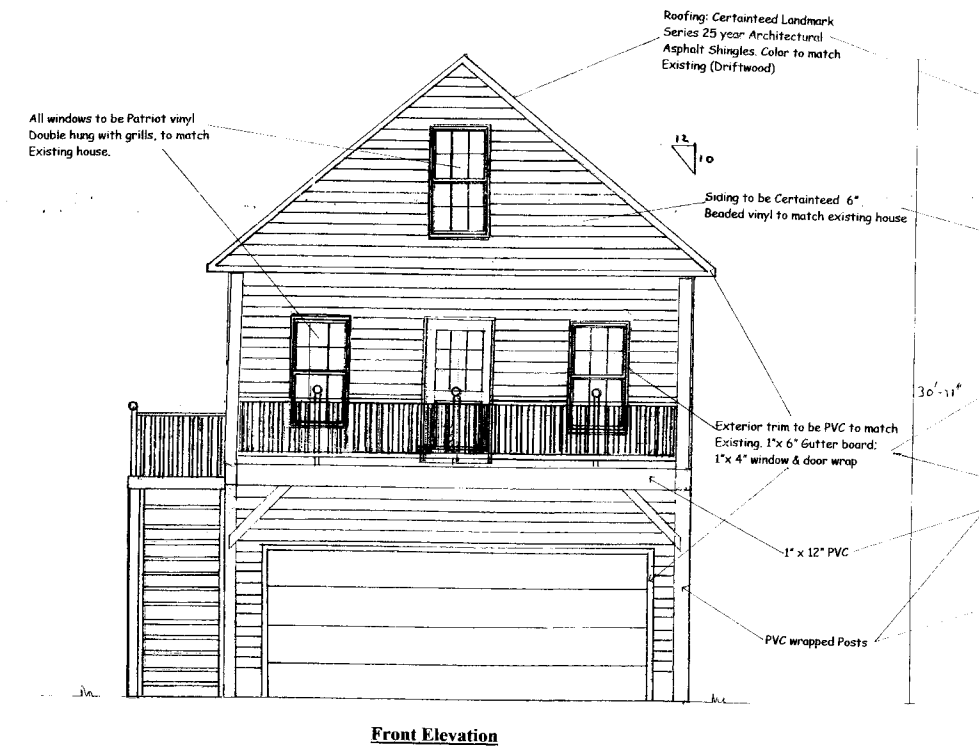 Roofing: Certainteed Landmark
Series 25 year Architectural
Asphalt Shingles. Color to match
Existing (Driftwood)
All windows to be Patriot vinyl
Double hung with grills, to match
Existing house.
12
10
Siding to be Certainteed 6"
Beaded vinyl to match existing house
30'-11"
Exterior trim to be PVC to match
Existing. 1"x 6" Gutter board;
1"x 4" window & door wrap
1" x 12" PVC
PVC wrapped Posts
Front Elevation